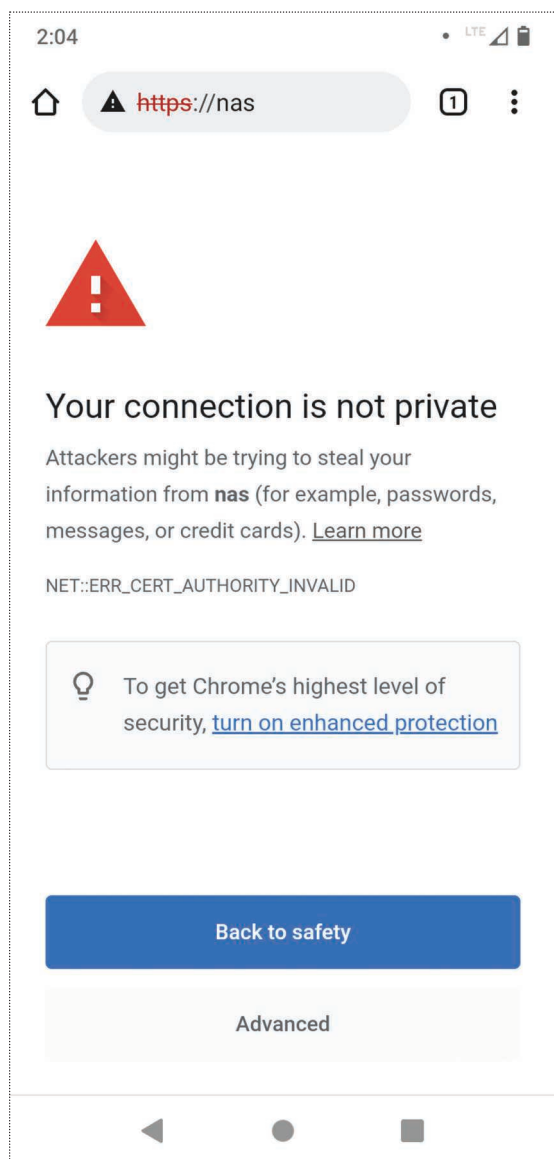 2:04
LTE
https://nas
1
Your connection is not private
Attackers might be trying to steal your
information from nas (for example, passwords,
messages, or credit cards). Learn more
NET::ERR_CERT_AUTHORITY_INVALID
To get Chrome’s highest level of
security, turn on enhanced protection
Back to safety
Advanced